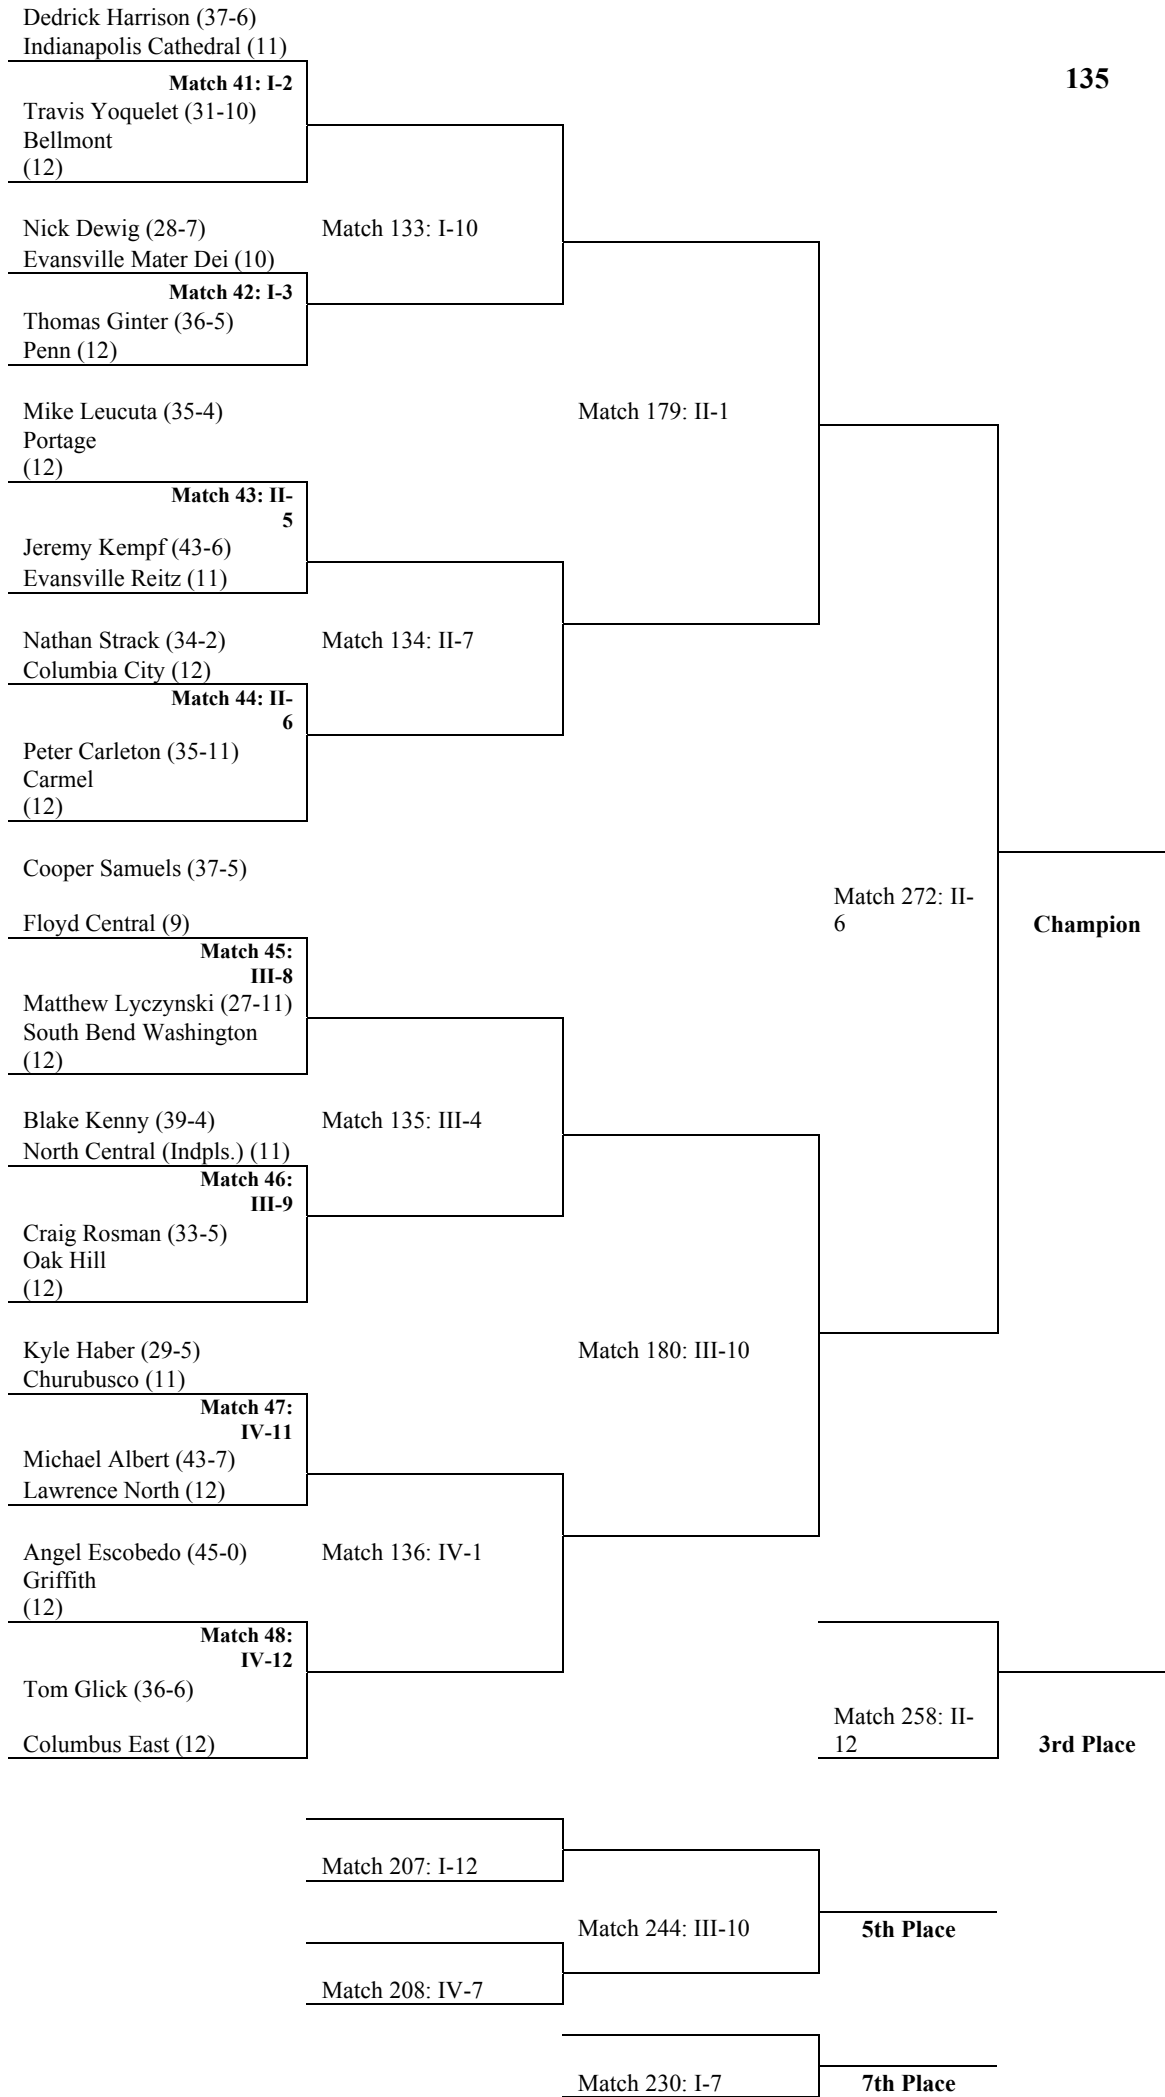 Dedrick Harrison (37-6)
Indianapolis Cathedral (11)
135
Match 41: I-2
Travis Yoquelet (31-10)
Bellmont
(12)
Nick Dewig (28-7)
Match 133: I-10
Evansville Mater Dei (10)
Match 42: I-3
Thomas Ginter (36-5)
Penn (12)
Mike Leucuta (35-4)
Match 179: II-1
Portage
(12)
Match 43: II-
5
Jeremy Kempf (43-6)
Evansville Reitz (11)
Nathan Strack (34-2)
Match 134: II-7
Columbia City (12)
Match 44: II-
6
Peter Carleton (35-11)
Carmel
(12)
Cooper Samuels (37-5)
Match 272: II-
6
Floyd Central (9)
Champion
Match 45:
III-8
Matthew Lyczynski (27-11)
South Bend Washington
(12)
Blake Kenny (39-4)
Match 135: III-4
North Central (Indpls.) (11)
Match 46:
III-9
Craig Rosman (33-5)
Oak Hill
(12)
Kyle Haber (29-5)
Match 180: III-10
Churubusco (11)
Match 47:
IV-11
Michael Albert (43-7)
Lawrence North (12)
Angel Escobedo (45-0)
Match 136: IV-1
Griffith
(12)
Match 48:
IV-12
Tom Glick (36-6)
Match 258: II-
12
Columbus East (12)
3rd Place
Match 207: I-12
Match 244: III-10
5th Place
Match 208: IV-7
Match 230: I-7
7th Place